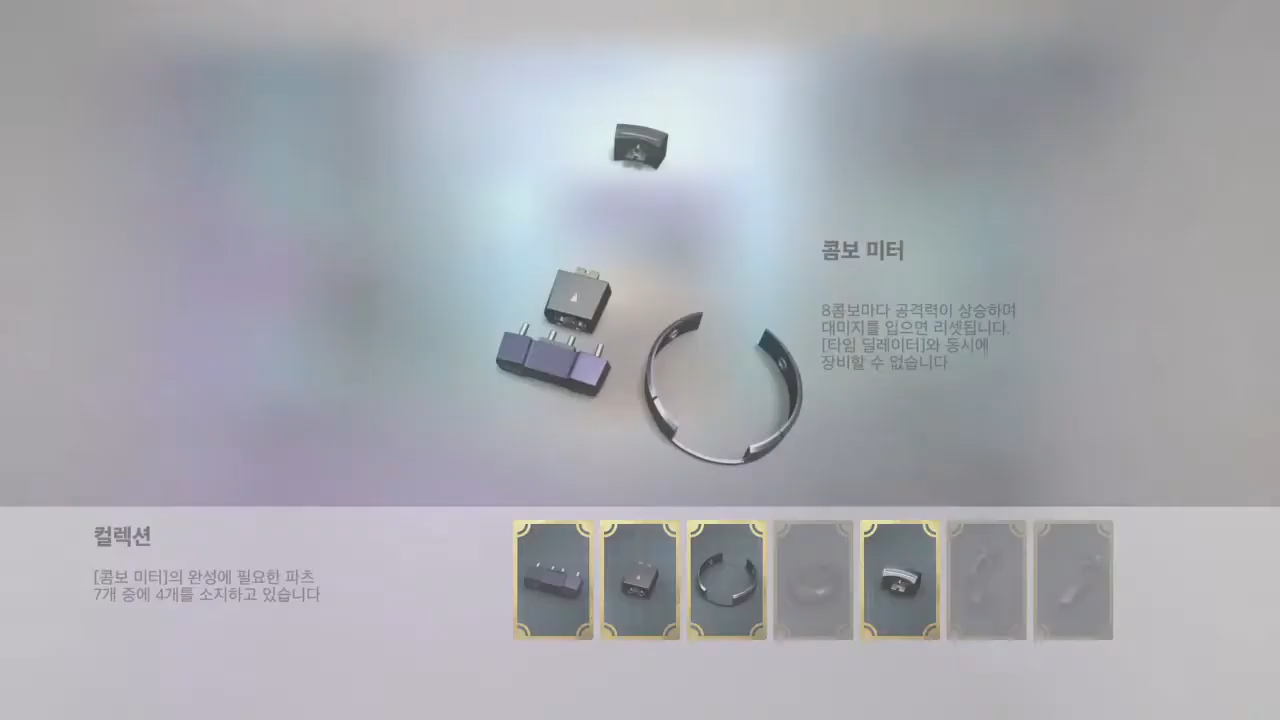 콤보 미터
8콤보마다 공격력이 상승하며
대미지를 입으면 리셋됩니다.
[타임 딜레이터]와 동시에
장비할 수 없습니다
컬렉션
[콤보 미터]의 완성에 필요한 파츠
7개 중에 4개를 소지하고 있습니다